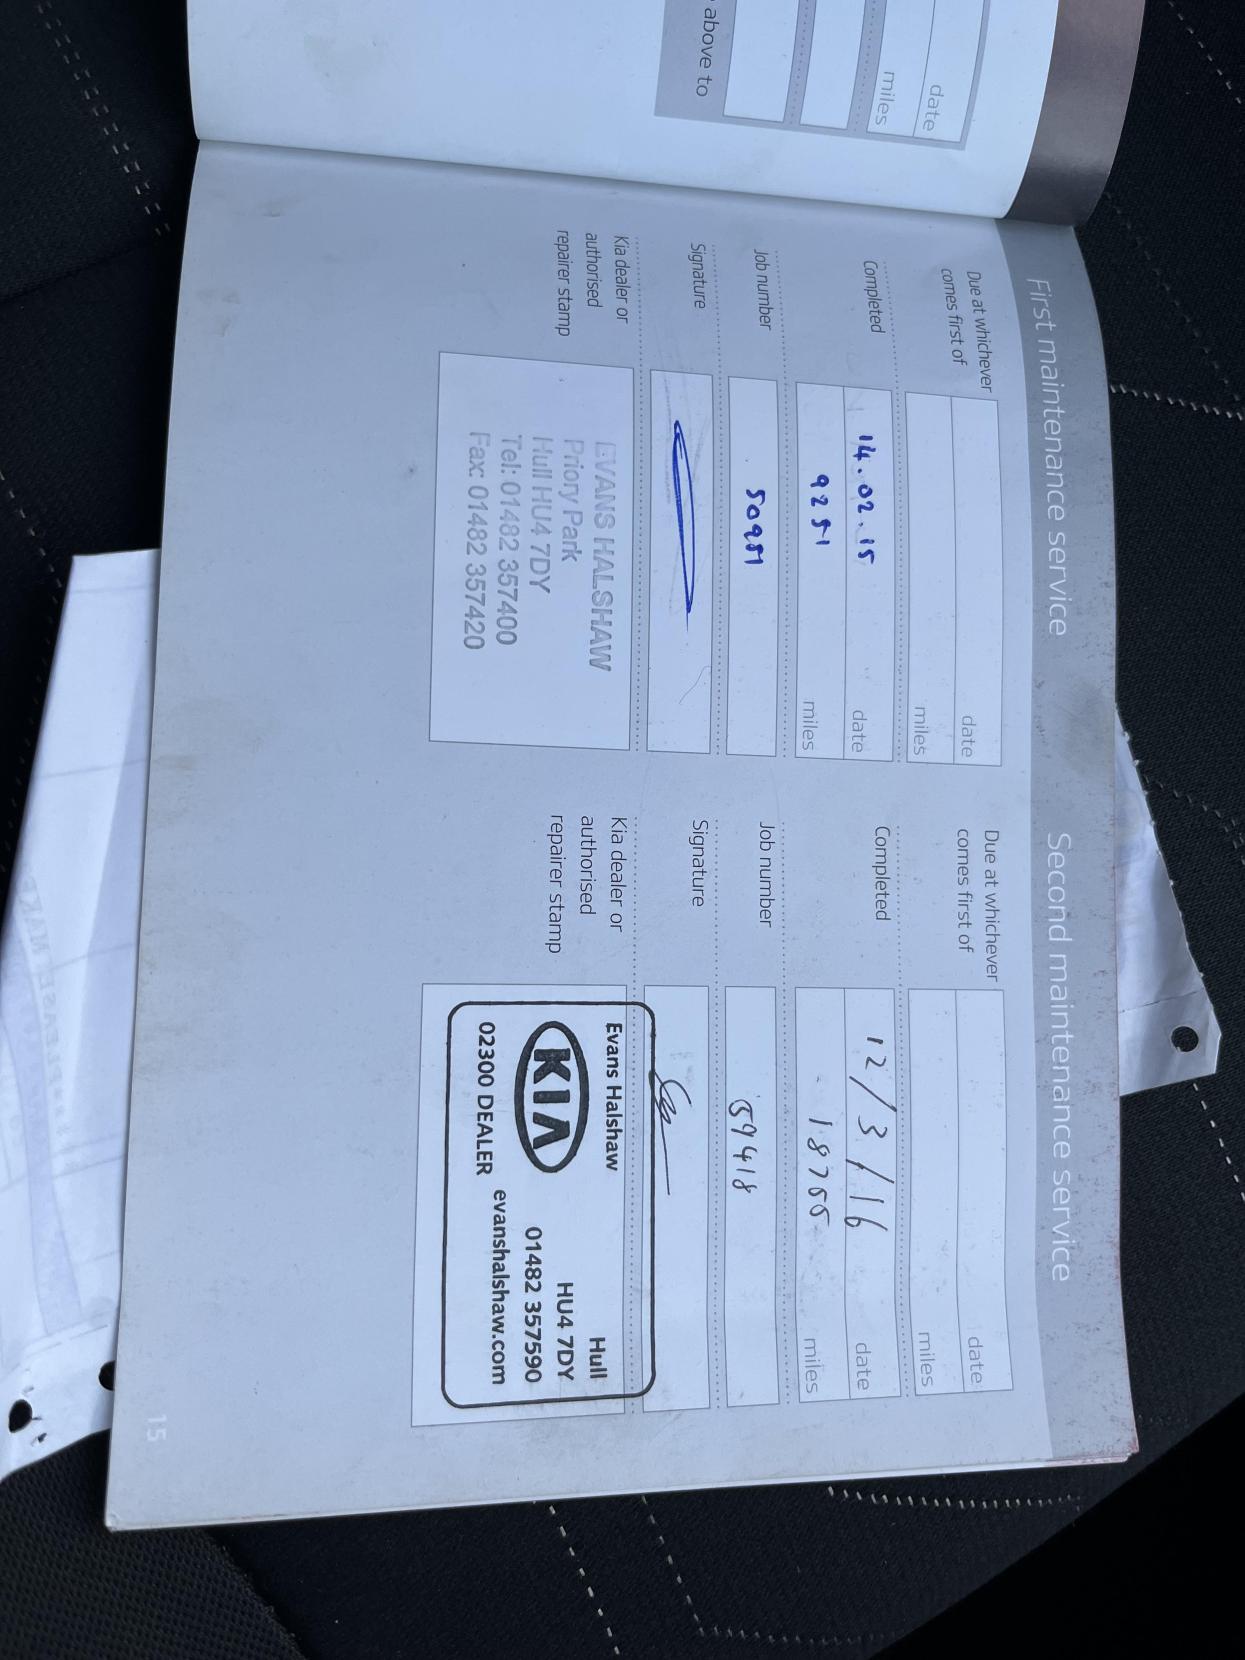 above to
miles
date
First maintenance service
Due at whichever
comes first of
date
miles
Completed
14.02.15 date
9251 miles
Job number
50951
Signature
Kia dealer or
authorised
repairer stamp
EVANS HALSHAW
Priory Park
Hull HU4 7DY
Tel: 01482 357400
Fax: 01482 357420
Second maintenance service
Due at whichever
comes first of
date
miles
Completed
12/3/16 date
18755 miles
Job number
59418
Signature
Kia dealer or
authorised
repairer stamp
Evans Halshaw
KIA
02300 DEALER
Hull
HU4 7DY
01482 357590
evanshalshaw.com
15